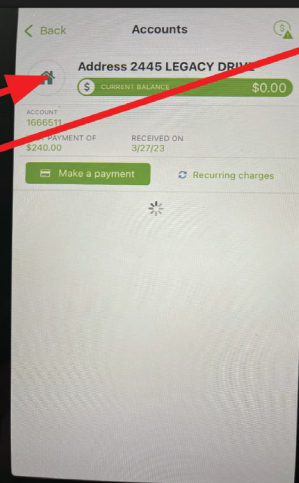 Back
Accounts
Address 2445 LEGACY DRIVE
$ CURRENT BALANCE $0.00
ACCOUNT
1666511
PAYMENT OF RECEIVED ON
$240.00 3/27/23
Make a payment
Recurring charges